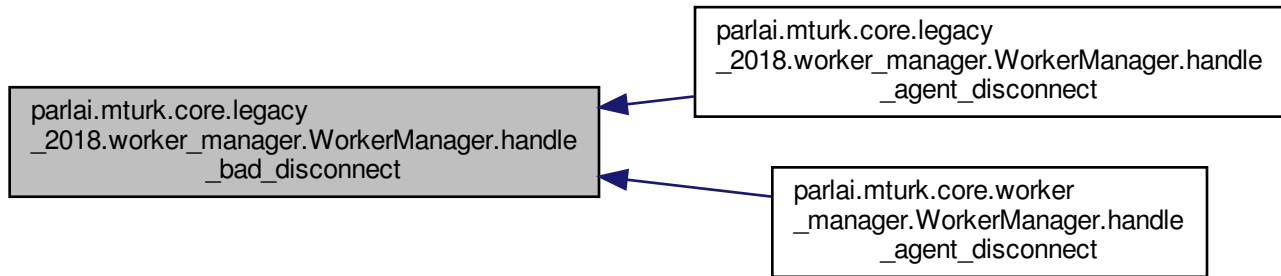 parlai.mturk.core.legacy
_2018.worker_manager.WorkerManager.handle
_bad_disconnect
parlai.mturk.core.legacy
_2018.worker_manager.WorkerManager.handle
_agent_disconnect
parlai.mturk.core.worker
_manager.WorkerManager.handle
_agent_disconnect